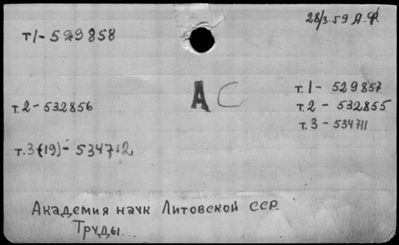 28/3.59 А.Ф.
т1-529858
АС
т.1 - 529857
т.2 - 532856
т.2 - 532855
т.3 - 534711
т.3(19) - 534712
Академия наук Литовской ССР.
Труды...